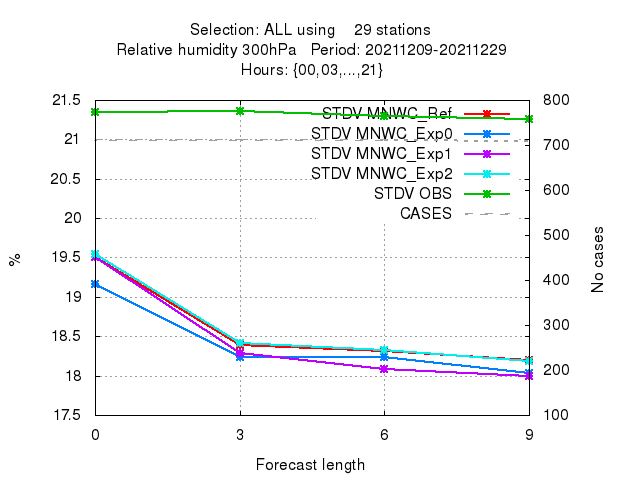 Selection: ALL using 29 stations
Relative humidity 300hPa Period: 20211209-20211229
Hours: {00,03,...,21}
21.5 800
STDV MNWC_Ref
STDV MNWC_Exp0
21 700
STDV MNWC_Exp1
STDV MNWC_Exp2
20.5 600
STDV OBS
CASES
20 500
19.5 400
% No cases
19 300
18.5 200
18
17.5 100
0 3 6 9
Forecast length